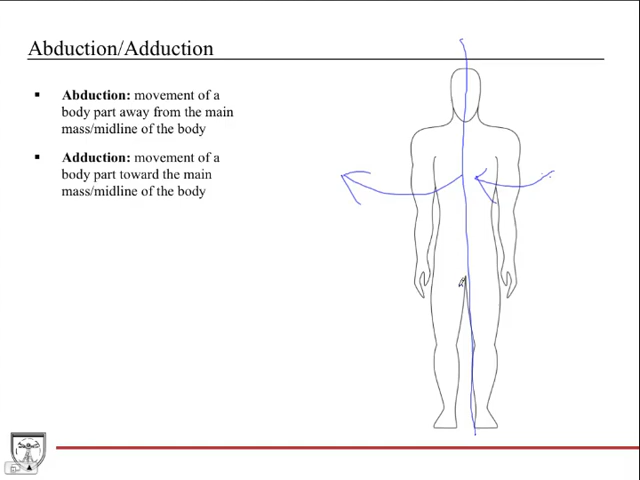 Abduction/Adduction
▪ Abduction: movement of a
body part away from the main
mass/midline of the body
▪ Adduction: movement of a
body part toward the main
mass/midline of the body